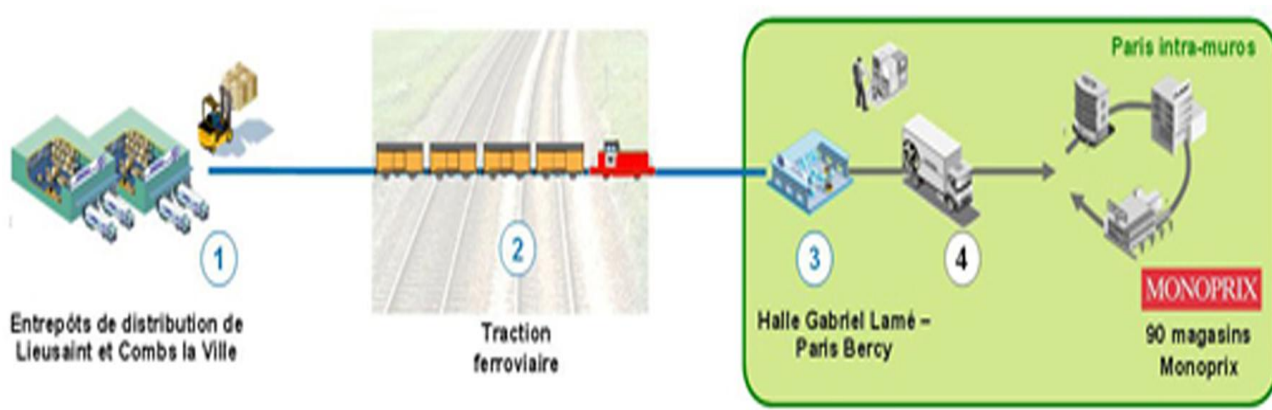 Paris intra-muros
1
2
3
4
Entrepôts de distribution de
Lieusaint et Combs la Ville
Traction
ferroviaire
Halle Gabriel Lamé –
Paris Bercy
MONOPRIX
90 magasins
Monoprix